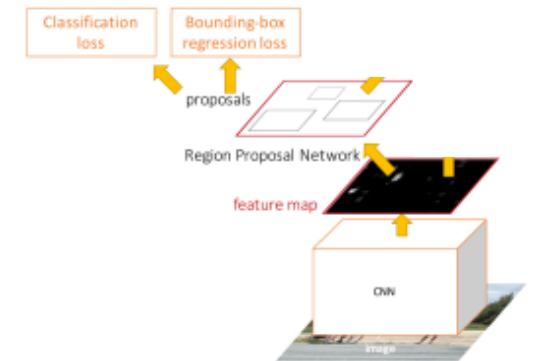 Classification
loss
Bounding-box
regression loss
proposals
Region Proposal Network
feature map
CNN
image